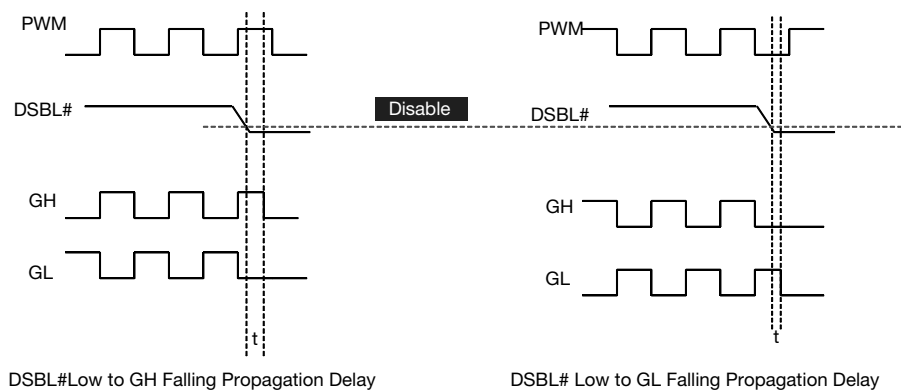 PWM
PWM
DSBL#
Disable
DSBL#
GH
GH
GL
GL
t
t
DSBL#Low to GH Falling Propagation Delay
DSBL# Low to GL Falling Propagation Delay